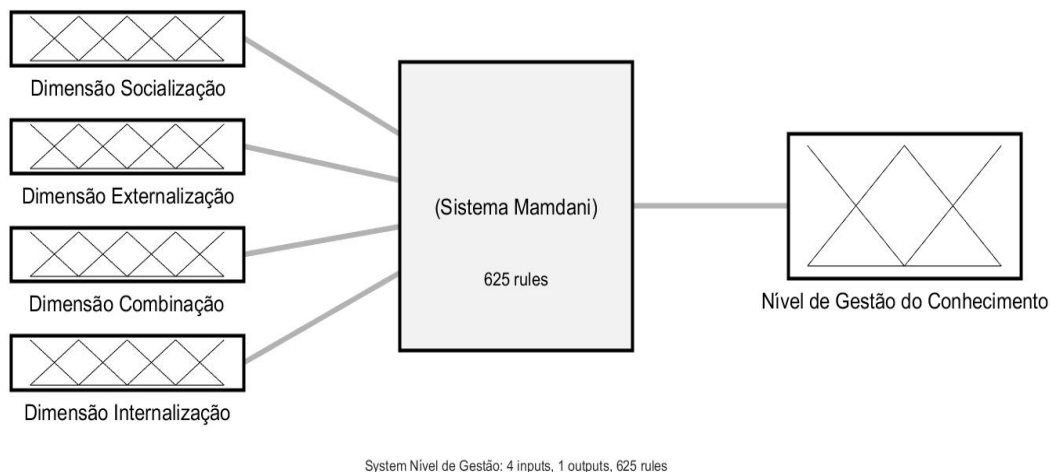 Dimensão Socialização
Dimensão Externalização
Dimensão Combinação
Dimensão Internalização
(Sistema Mamdani)
625 rules
Nível de Gestão do Conhecimento
System Nível de Gestão: 4 inputs, 1 outputs, 625 rules